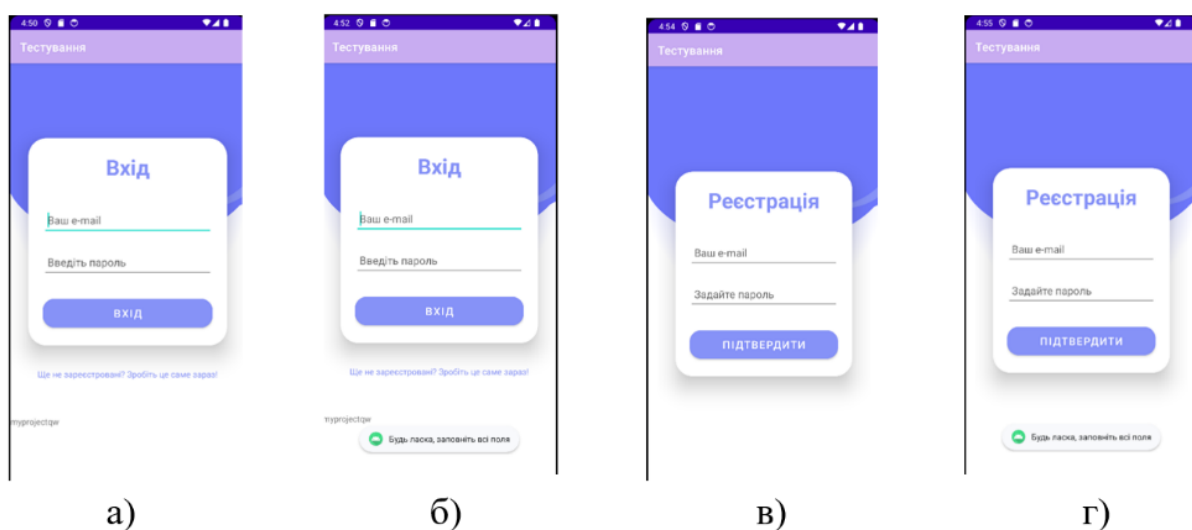 4:50
Тестування
Вхід
Ваш e-mail
Введіть пароль
ВХІД
Ще не зареєстровані? Зробіть це саме зараз!
myprojectqw
а)
4:52
Тестування
Вхід
Ваш e-mail
Введіть пароль
ВХІД
Ще не зареєстровані? Зробіть це саме зараз!
myprojectqw
Будь ласка, заповніть всі поля
б)
4:54
Тестування
Реєстрація
Ваш e-mail
Задайте пароль
ПІДТВЕРДИТИ
в)
4:55
Тестування
Реєстрація
Ваш e-mail
Задайте пароль
ПІДТВЕРДИТИ
Будь ласка, заповніть всі поля
г)